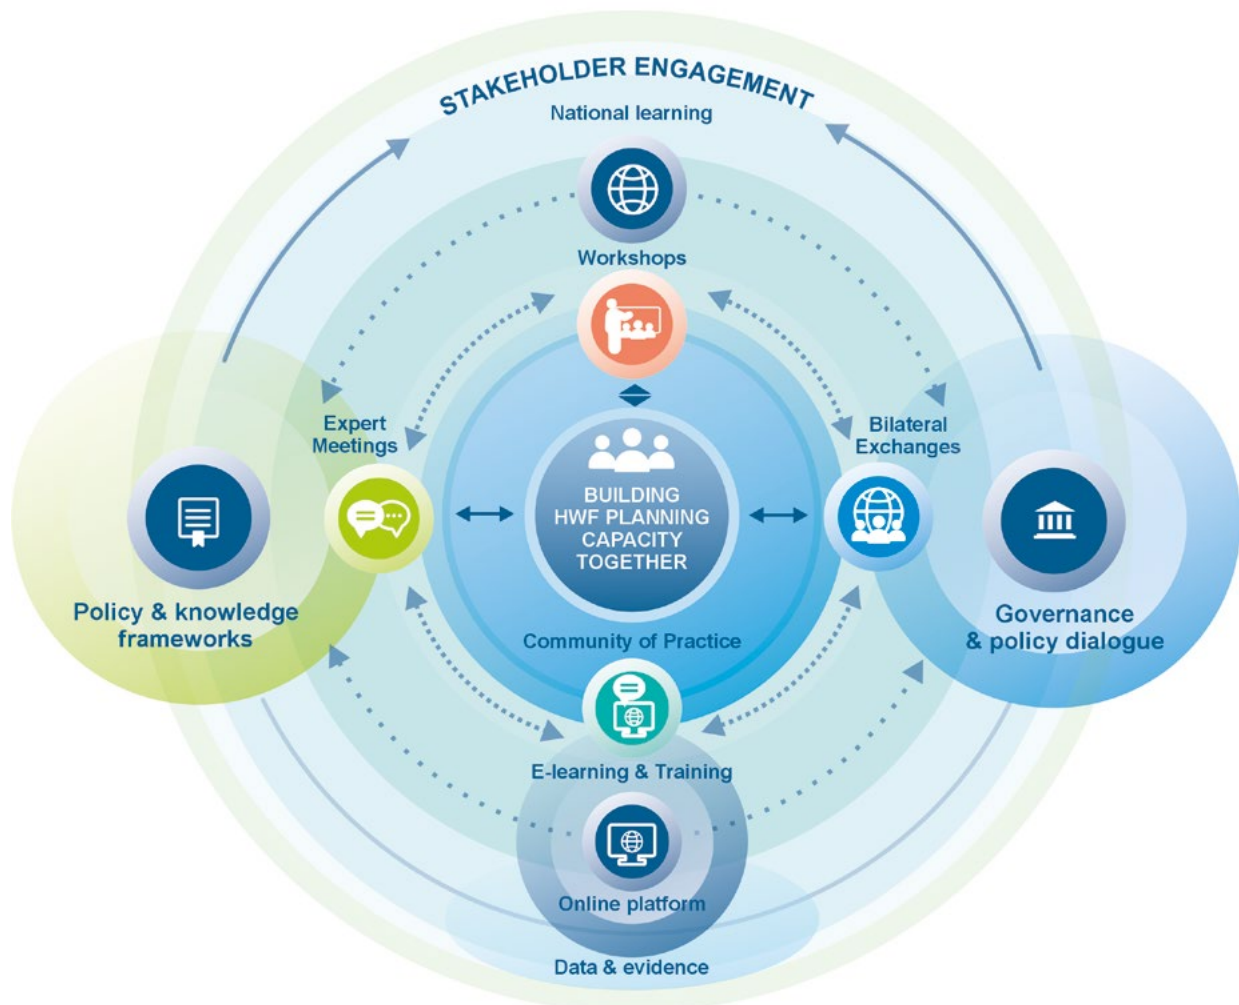 STAKEHOLDER ENGAGEMENT
National learning
Workshops
Expert
Meetings
Bilateral
Exchanges
BUILDING
HWF PLANNING
CAPACITY
TOGETHER
Policy & knowledge
frameworks
Governance
& policy dialogue
Community of Practice
E-learning & Training
Online platform
Data & evidence